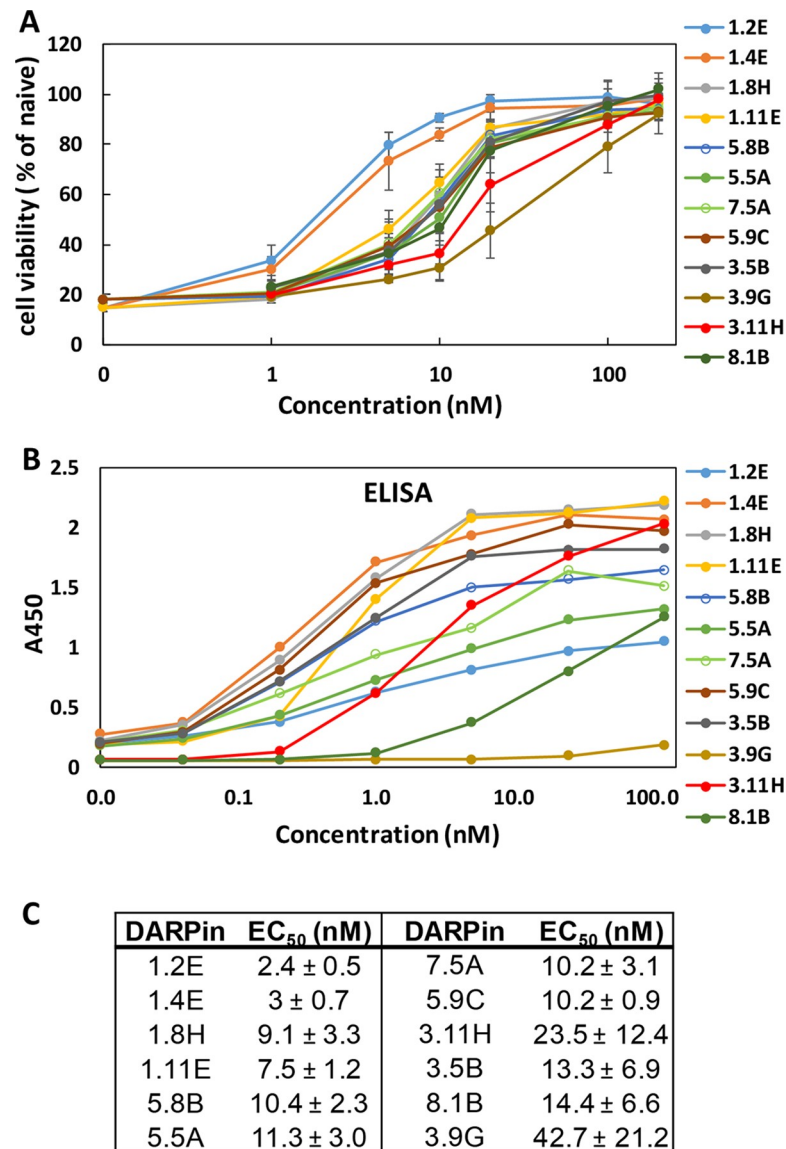 A
cell viability ( % of naive)
120
100
80
60
40
20
0
0 1 10 100
Concentration (nM)
1.2E
1.4E
1.8H
1.11E
5.8B
5.5A
7.5A
5.9C
3.5B
3.9G
3.11H
8.1B
B
ELISA
A450
2.5
2
1.5
1
0.5
0
0.0 0.1 1.0 10.0 100.0
Concentration (nM)
1.2E
1.4E
1.8H
1.11E
5.8B
5.5A
7.5A
5.9C
3.5B
3.9G
3.11H
8.1B
C
DARPin EC50 (nM) DARPin EC50 (nM)
1.2E 2.4 ± 0.5 7.5A 10.2 ± 3.1
1.4E 3 ± 0.7 5.9C 10.2 ± 0.9
1.8H 9.1 ± 3.3 3.11H 23.5 ± 12.4
1.11E 7.5 ± 1.2 3.5B 13.3 ± 6.9
5.8B 10.4 ± 2.3 8.1B 14.4 ± 6.6
5.5A 11.3 ± 3.0 3.9G 42.7 ± 21.2